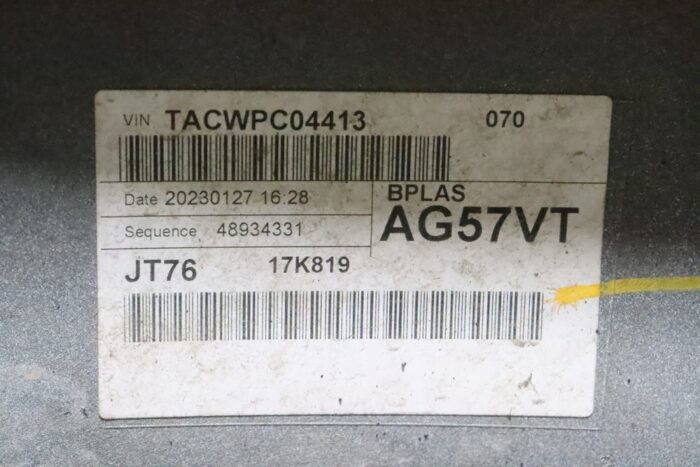 VIN TACWPC04413 070
Date 20230127 16:28
BPLAS
AG57VT
Sequence 48934331
JT76 17K819